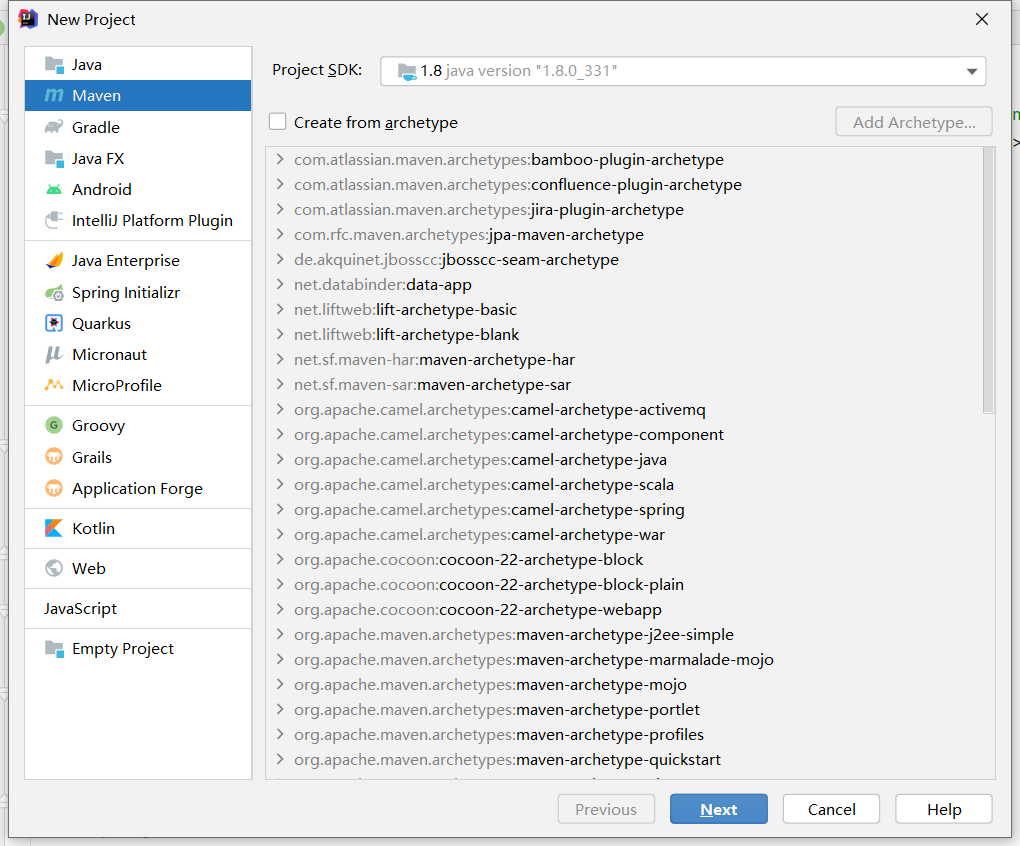 New Project
Java
Maven
Gradle
Java FX
Android
IntelliJ Platform Plugin
Java Enterprise
Spring Initializr
Quarkus
Micronaut
MicroProfile
Groovy
Grails
Application Forge
Kotlin
Web
JavaScript
Empty Project
Project SDK: 1.8 java version "1.8.0_331"
Create from archetype Add Archetype...
com.atlassian.maven.archetypes:bamboo-plugin-archetype
com.atlassian.maven.archetypes:confluence-plugin-archetype
com.atlassian.maven.archetypes:jira-plugin-archetype
com.rfc.maven.archetypes:jpa-maven-archetype
de.akquinet.jbosscc:jbosscc-seam-archetype
net.databinder:data-app
net.liftweb:lift-archetype-basic
net.liftweb:lift-archetype-blank
net.sf.maven-har:maven-archetype-har
net.sf.maven-sar:maven-archetype-sar
org.apache.camel.archetypes:camel-archetype-activemq
org.apache.camel.archetypes:camel-archetype-component
org.apache.camel.archetypes:camel-archetype-java
org.apache.camel.archetypes:camel-archetype-scala
org.apache.camel.archetypes:camel-archetype-spring
org.apache.camel.archetypes:camel-archetype-war
org.apache.cocoon:cocoon-22-archetype-block
org.apache.cocoon:cocoon-22-archetype-block-plain
org.apache.cocoon:cocoon-22-archetype-webapp
org.apache.maven.archetypes:maven-archetype-j2ee-simple
org.apache.maven.archetypes:maven-archetype-marmalade-mojo
org.apache.maven.archetypes:maven-archetype-mojo
org.apache.maven.archetypes:maven-archetype-portlet
org.apache.maven.archetypes:maven-archetype-profiles
org.apache.maven.archetypes:maven-archetype-quickstart
Previous Next Cancel Help